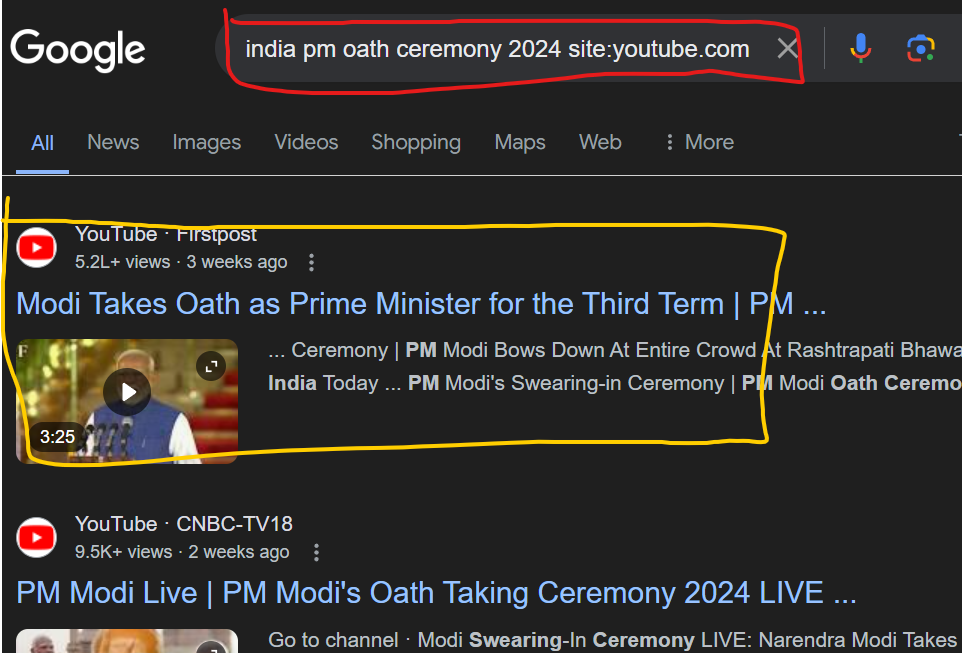 Google
india pm oath ceremony 2024 site:youtube.com
All News Images Videos Shopping Maps Web More
YouTube · Firstpost
5.2L+ views · 3 weeks ago
Modi Takes Oath as Prime Minister for the Third Term | PM ...
... Ceremony | PM Modi Bows Down At Entire Crowd At Rashtrapati Bhawa
India Today ... PM Modi's Swearing-in Ceremony | PM Modi Oath Ceremo
F
3:25
YouTube · CNBC-TV18
9.5K+ views · 2 weeks ago
PM Modi Live | PM Modi's Oath Taking Ceremony 2024 LIVE ...
Go to channel · Modi Swearing-In Ceremony LIVE: Narendra Modi Takes